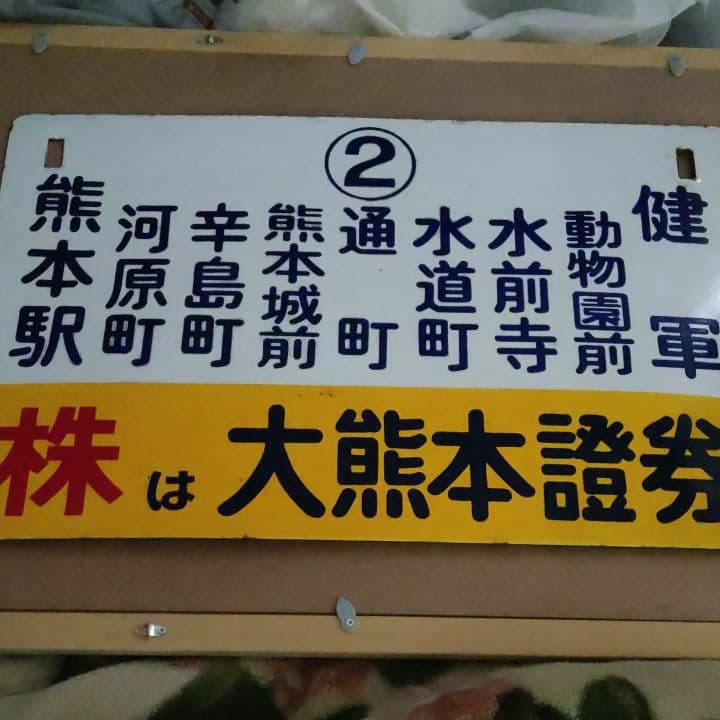 ②
熊本駅
河原町
辛島町
熊本城前
通町
水道町
水前寺
動物園前
健軍
株は大熊本證券